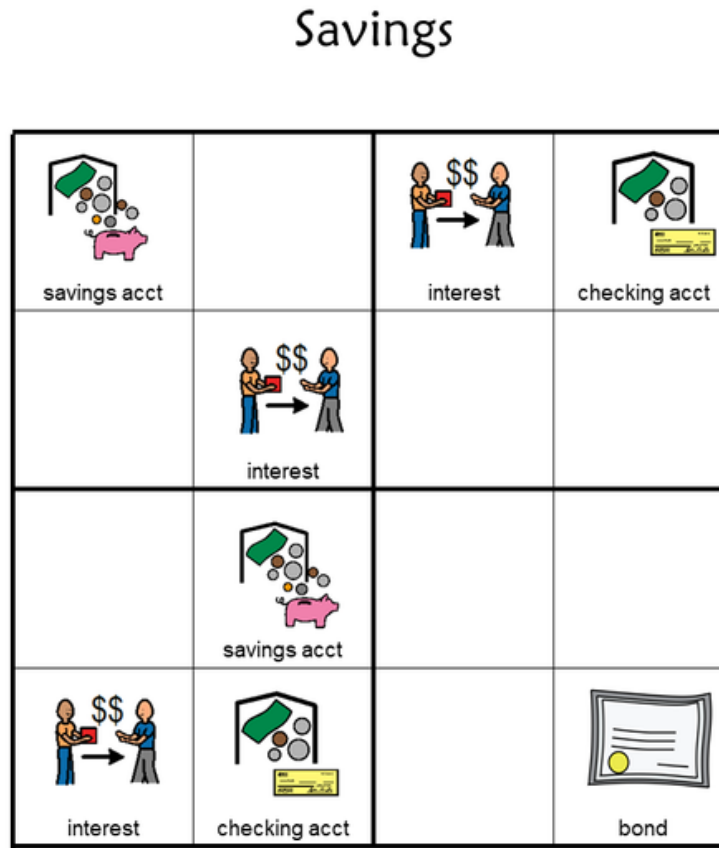 Savings
$$
savings acct
interest
checking acct
$$
interest
savings acct
$$
interest
checking acct
bond